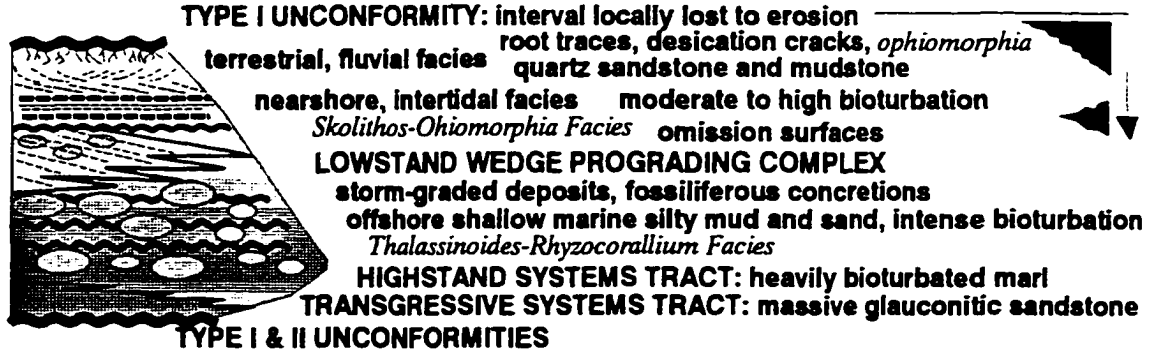 TYPE I UNCONFORMITY: interval locally lost to erosion
root traces, desication cracks, ophiomorphia
terrestrial, fluvial facies
quartz sandstone and mudstone
nearshore, intertidal facies moderate to high bioturbation
Skolithos-Ohiomorphia Facies omission surfaces
LOWSTAND WEDGE PROGRADING COMPLEX
storm-graded deposits, fossiliferous concretions
offshore shallow marine silty mud and sand, intense bioturbation
Thalassinoides-Rhyzocorallium Facies
HIGHSTAND SYSTEMS TRACT: heavily bioturbated marl
TRANSGRESSIVE SYSTEMS TRACT: massive glauconitic sandstone
TYPE I & II UNCONFORMITIES